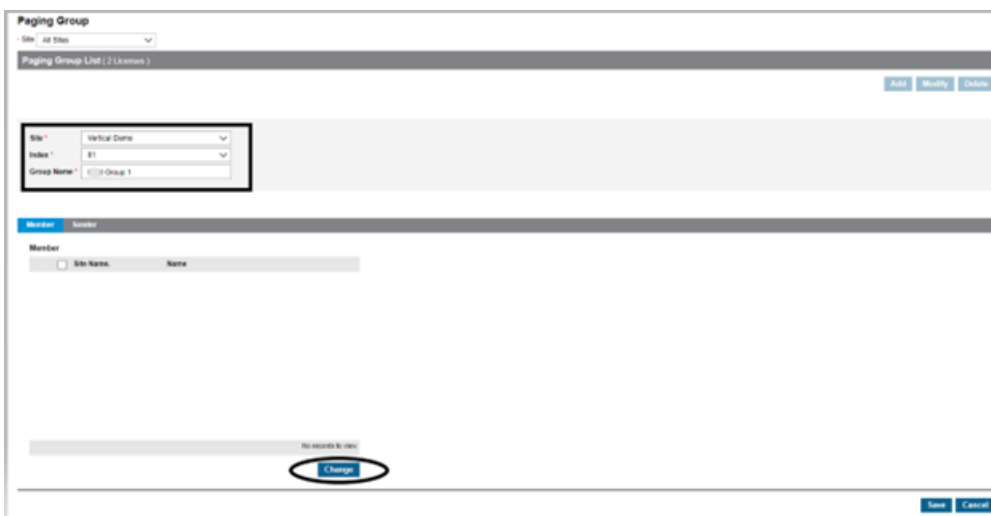 Paging Group
- Site All Sites
Paging Group List ( 2 Licenses )
Add Modify Delete
Site * Vertical Demo
Index * 01
Group Name * Group 1
Member Sender
Member
Site Name. Name
No records to view
Change
Save Cancel